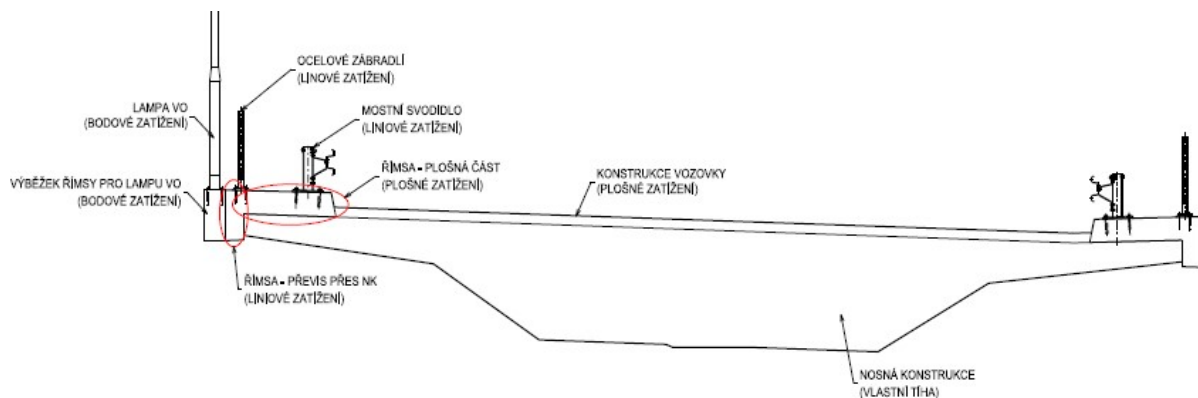 OCELOVÉ ZÁBRADLÍ
(LINOVÉ ZATÍŽENÍ)
LAMPA VO
(BODOVÉ ZATÍŽENÍ)
MOSTNÍ SVODIDLO
(LINIOVÉ ZATÍŽENÍ)
ŘÍMSA - PLOŠNÁ ČÁST
(PLOŠNÉ ZATÍŽENÍ)
KONSTRUKCE VOZOVKY
(PLOŠNÉ ZATÍŽENÍ)
VÝBĚŽEK ŘÍMSY PRO LAMPU VO
(BODOVÉ ZATÍŽENÍ)
ŘÍMSA - PŘEVIS PŘES NK
(LINIOVÉ ZATÍŽENÍ)
NOSNÁ KONSTRUKCE
(VLASTNÍ TÍHA)